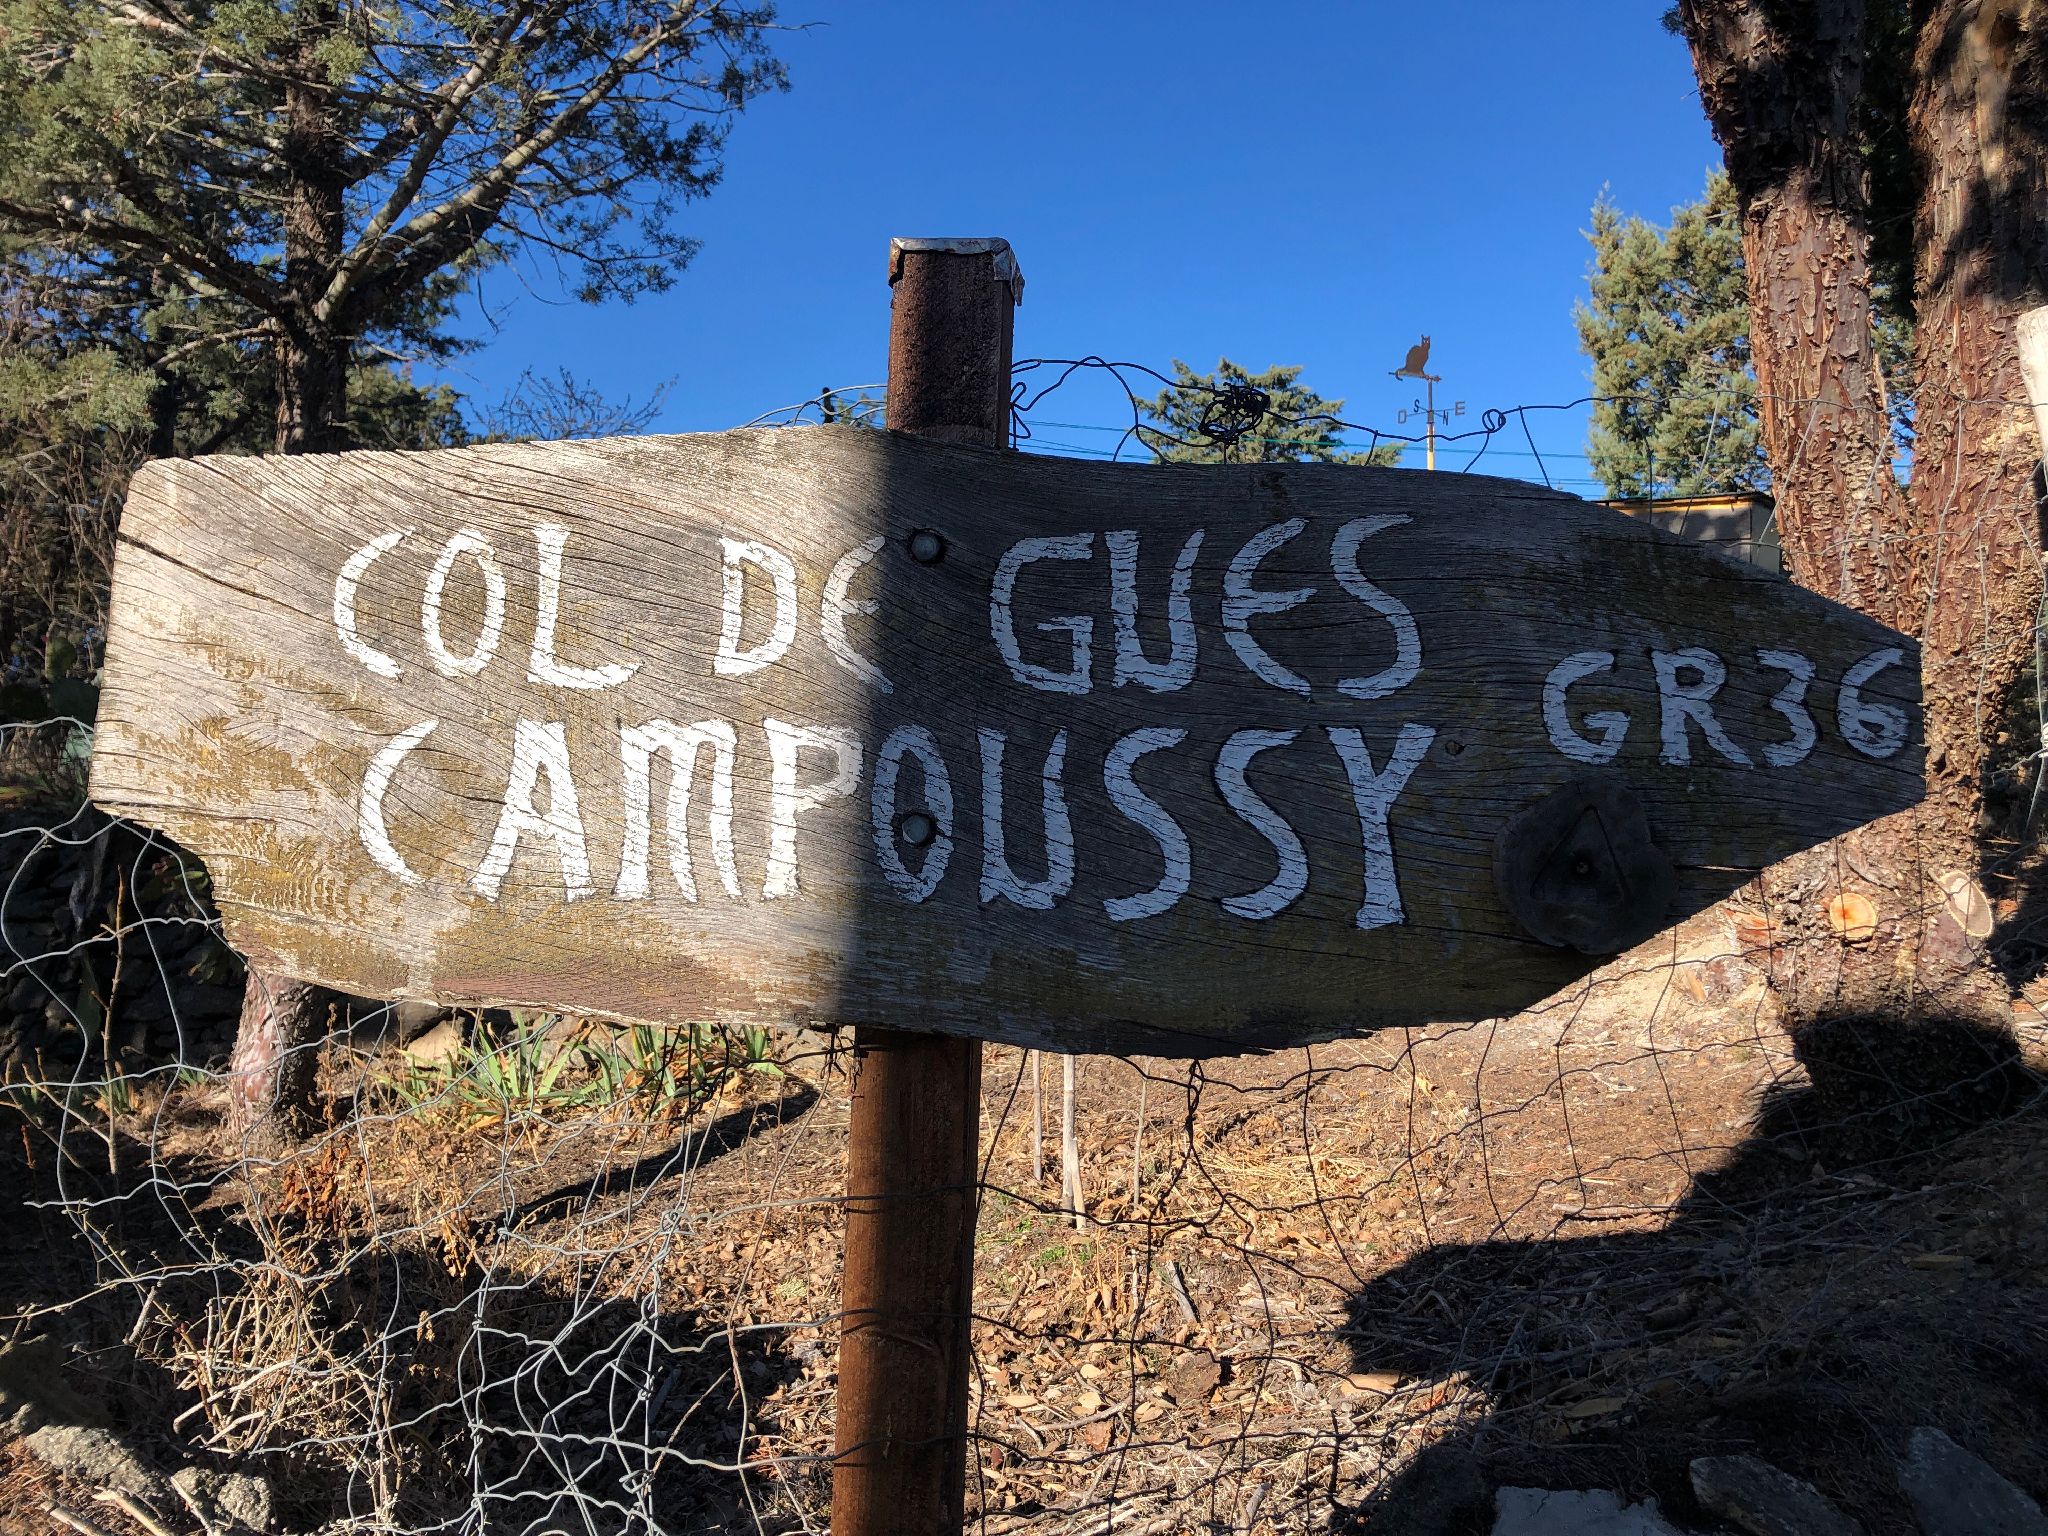 COL DE GUES
CAMPOUSSY
GR36
O S N E